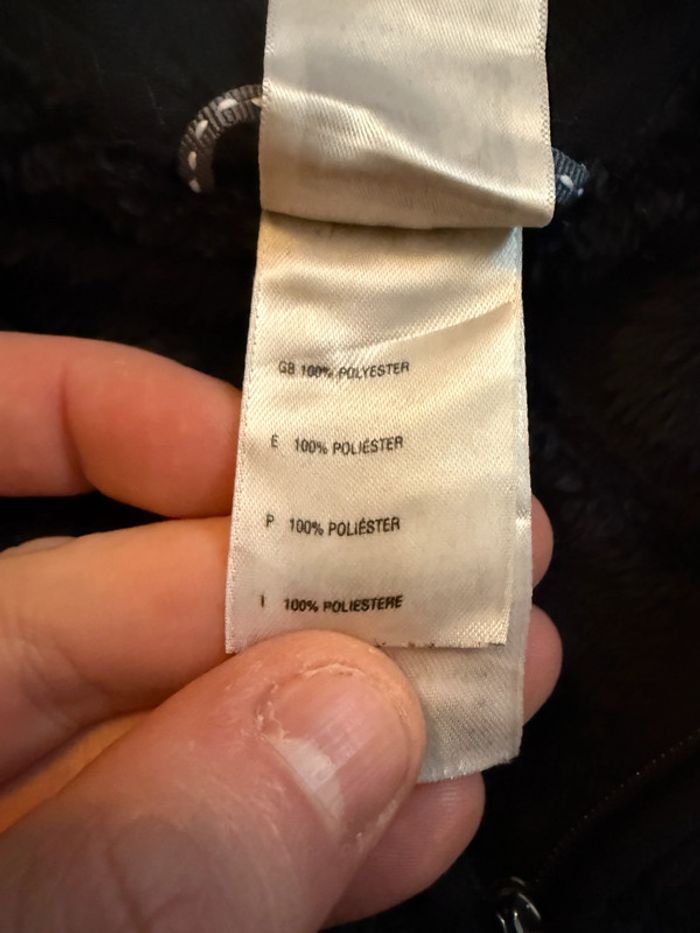 GB 100% POLYESTER
E 100% POLIÉSTER
P 100% POLIÉSTER
I 100% POLIESTERE